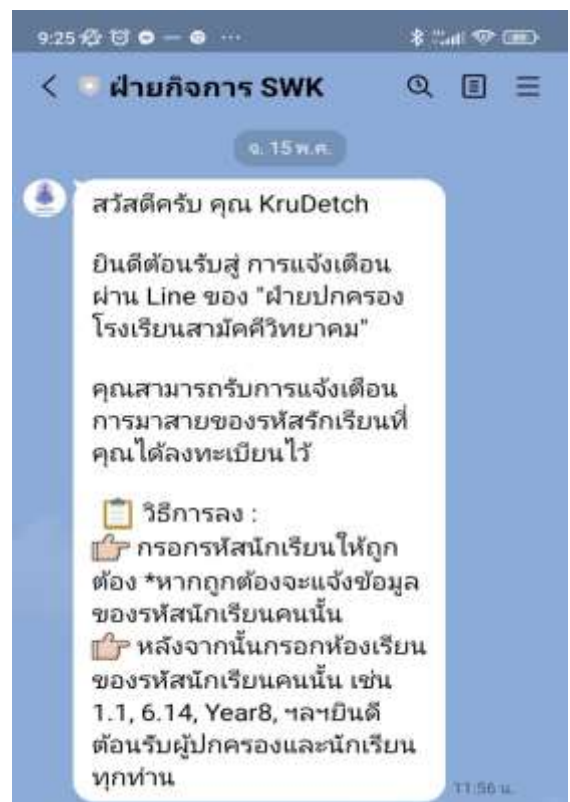 9:25
ฝ่ายกิจการ SWK
จ. 15 พ.ค.
สวัสดีครับ คุณ KruDetch
ยินดีต้อนรับสู่ การแจ้งเตือน
ผ่าน Line ของ "ฝ่ายปกครอง
โรงเรียนสามัคคีวิทยาคม"
คุณสามารถรับการแจ้งเตือน
การมาสายของรหัสรักเรียนที่
คุณได้ลงทะเบียนไว้
📋 วิธีการลง :
👉 กรอกรหัสนักเรียนให้ถูก
ต้อง *หากถูกต้องจะแจ้งข้อมูล
ของรหัสนักเรียนคนนั้น
👉 หลังจากนั้นกรอกห้องเรียน
ของรหัสนักเรียนคนนั้น เช่น
1.1, 6.14, Year8, ฯลฯยินดี
ต้อนรับผู้ปกครองและนักเรียน
ทุกท่าน
11:56 น.